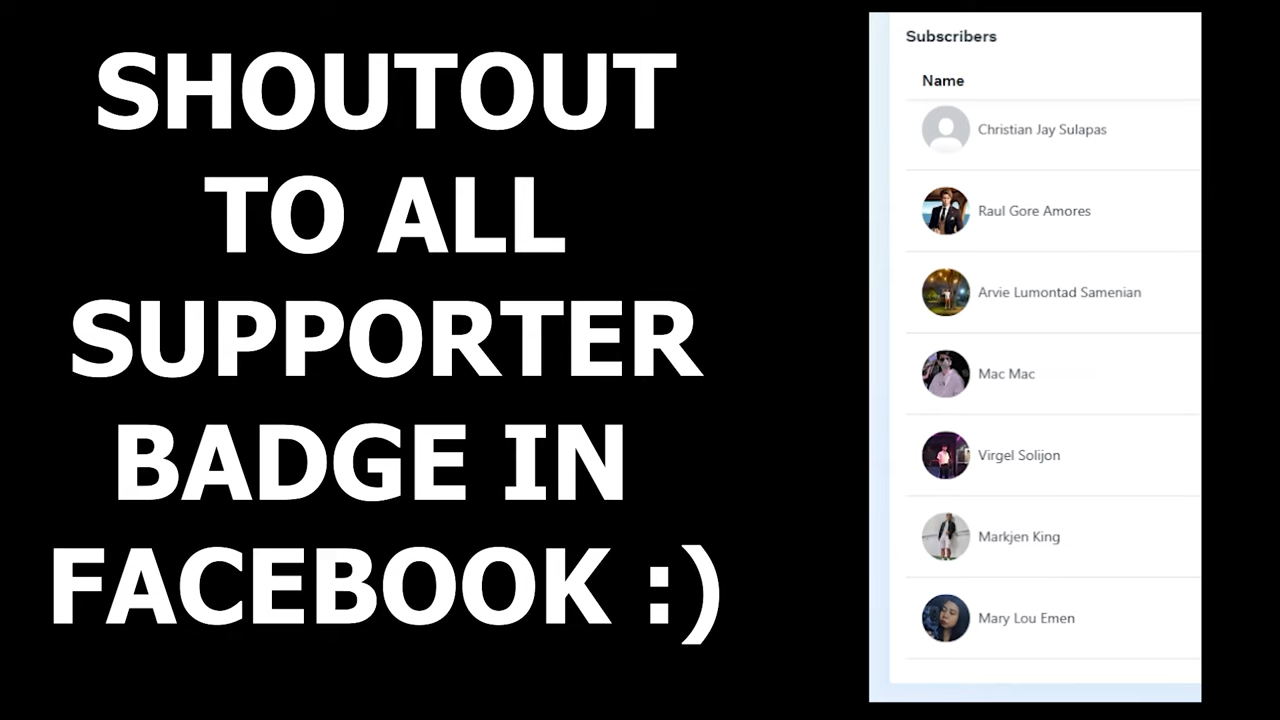 SHOUTOUT
TO ALL
SUPPORTER
BADGE IN
FACEBOOK :)
Subscribers
Name
Christian Jay Sulapas
Raul Gore Amores
Arvie Lumontad Samenian
Mac Mac
Virgel Solijon
Markjen King
Mary Lou Emen